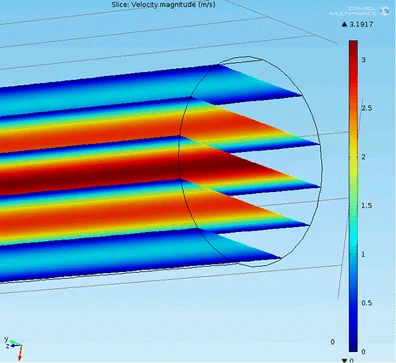 Slice: Velocity magnitude (m/s)
COMSOL
MULTIPHYSICS
▲ 3.1917
3
2.5
2
1.5
1
0.5
0
0
▼ 0
y
z